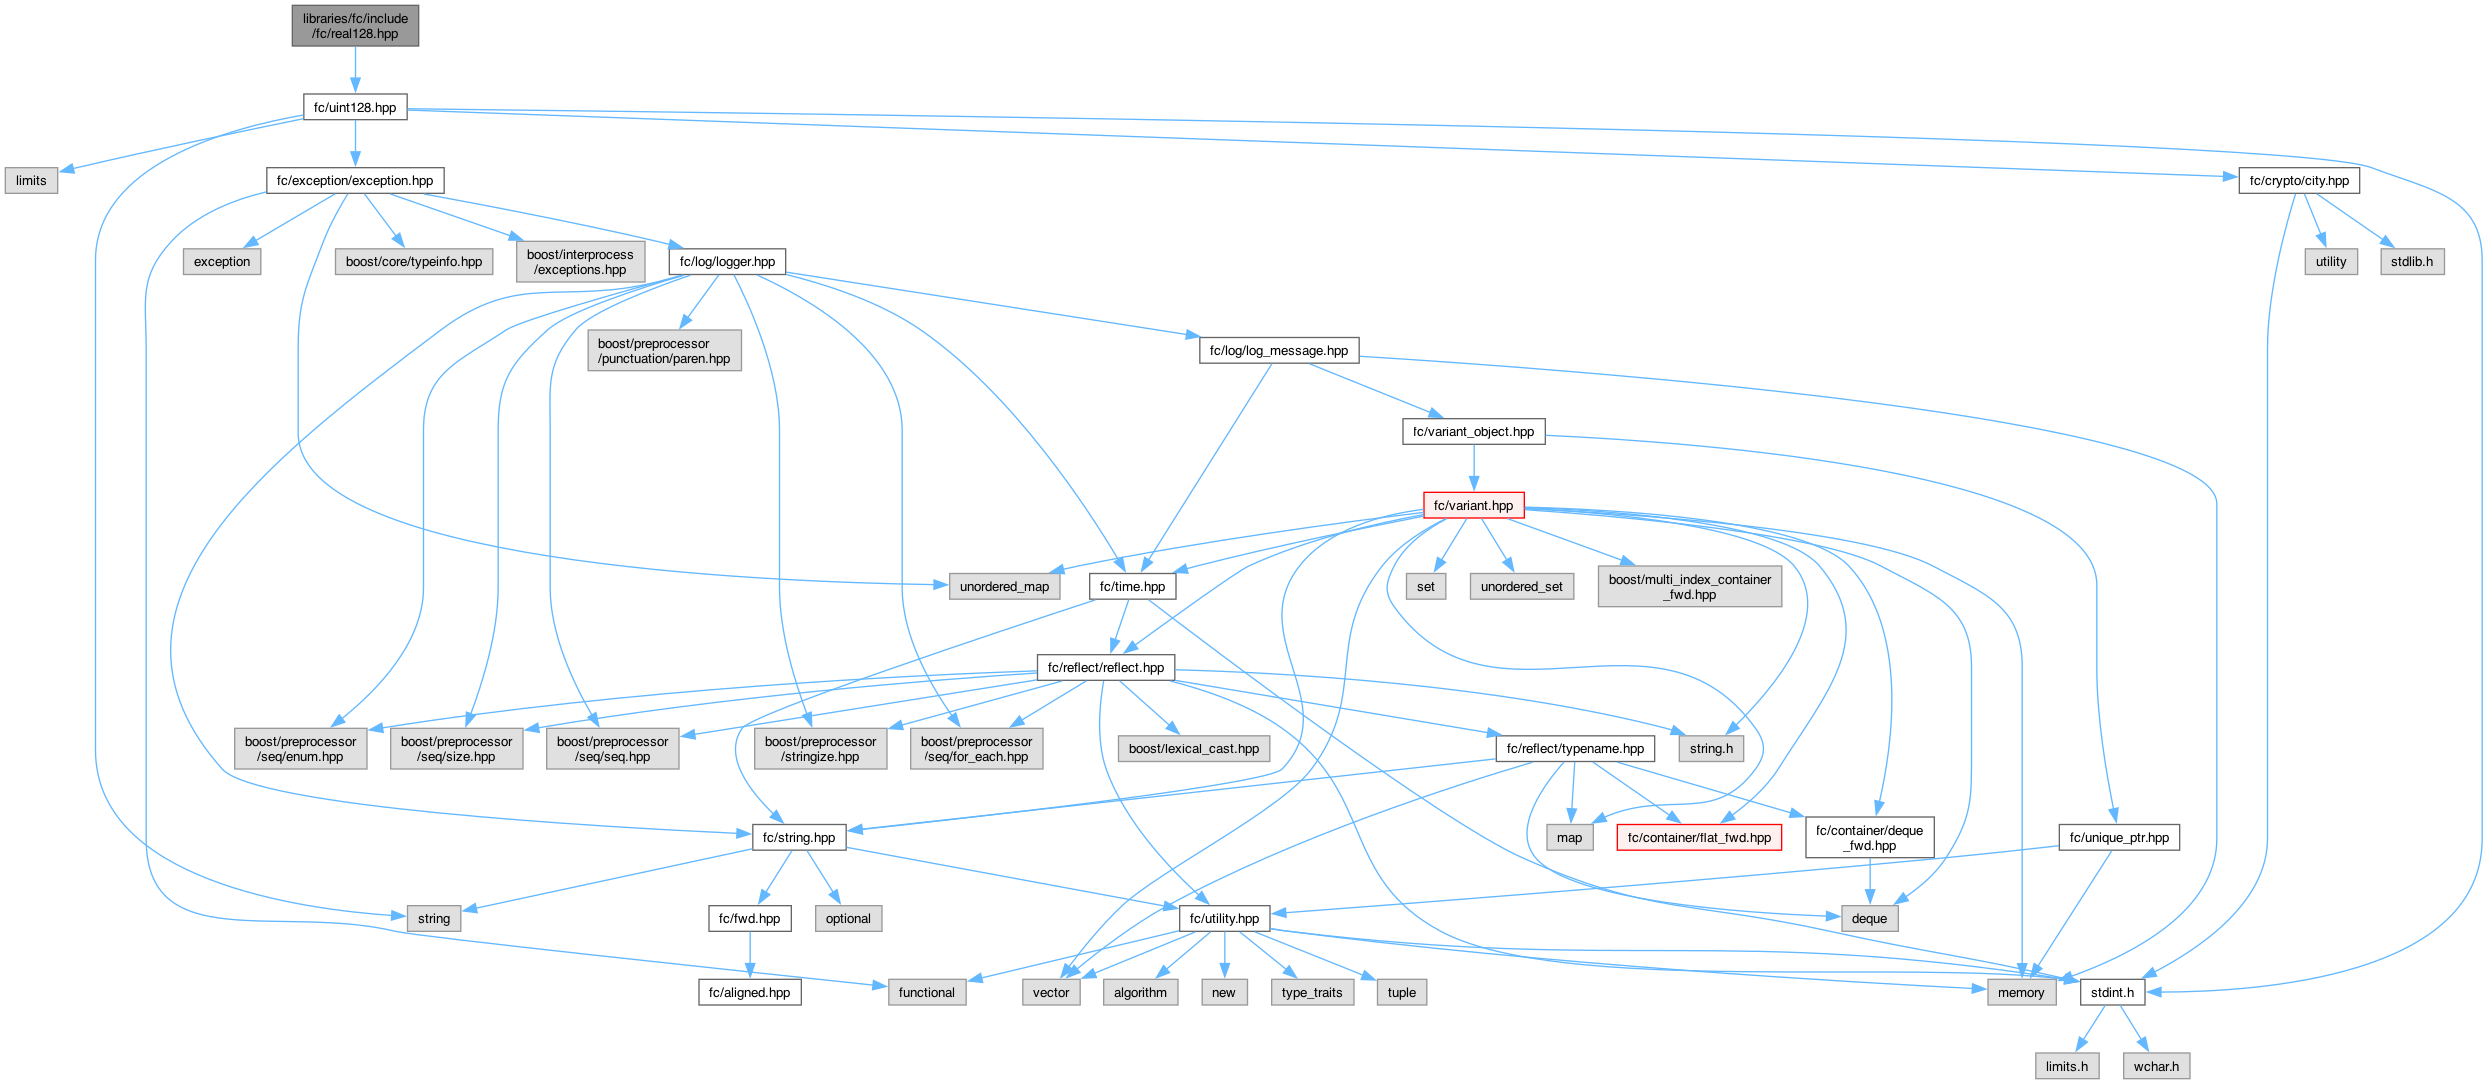 libraries/fc/include
/fc/real128.hpp
fc/uint128.hpp
limits
fc/exception/exception.hpp
fc/crypto/city.hpp
exception
boost/core/typeinfo.hpp
boost/interprocess
/exceptions.hpp
fc/log/logger.hpp
utility
stdlib.h
boost/preprocessor
/punctuation/paren.hpp
fc/log/log_message.hpp
fc/variant_object.hpp
fc/variant.hpp
unordered_map
fc/time.hpp
set
unordered_set
boost/multi_index_container
_fwd.hpp
fc/reflect/reflect.hpp
boost/preprocessor
/seq/enum.hpp
boost/preprocessor
/seq/size.hpp
boost/preprocessor
/seq/seq.hpp
boost/preprocessor
/stringize.hpp
boost/preprocessor
/seq/for_each.hpp
boost/lexical_cast.hpp
fc/reflect/typename.hpp
string.h
fc/string.hpp
map
fc/container/flat_fwd.hpp
fc/container/deque
_fwd.hpp
fc/unique_ptr.hpp
string
fc/fwd.hpp
optional
fc/utility.hpp
deque
fc/aligned.hpp
functional
vector
algorithm
new
type_traits
tuple
memory
stdint.h
limits.h
wchar.h